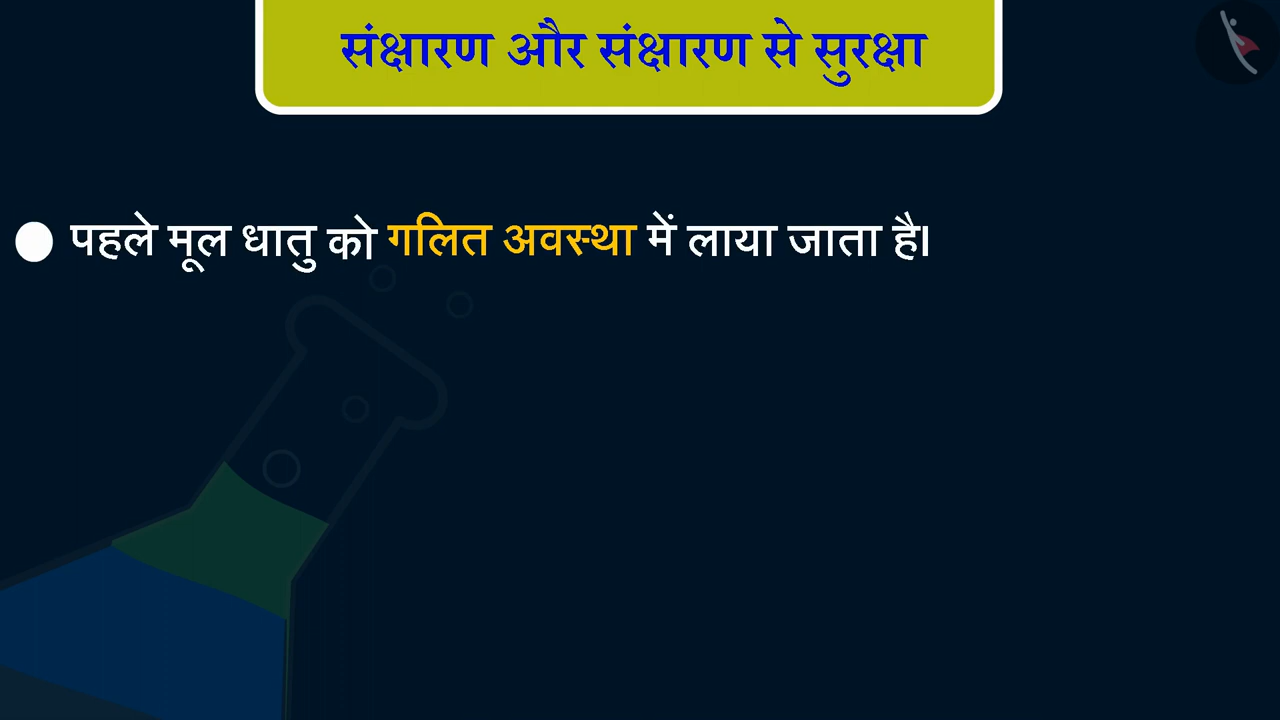 संक्षारण और संक्षारण से सुरक्षा
पहले मूल धातु को गलित अवस्था में लाया जाता है।